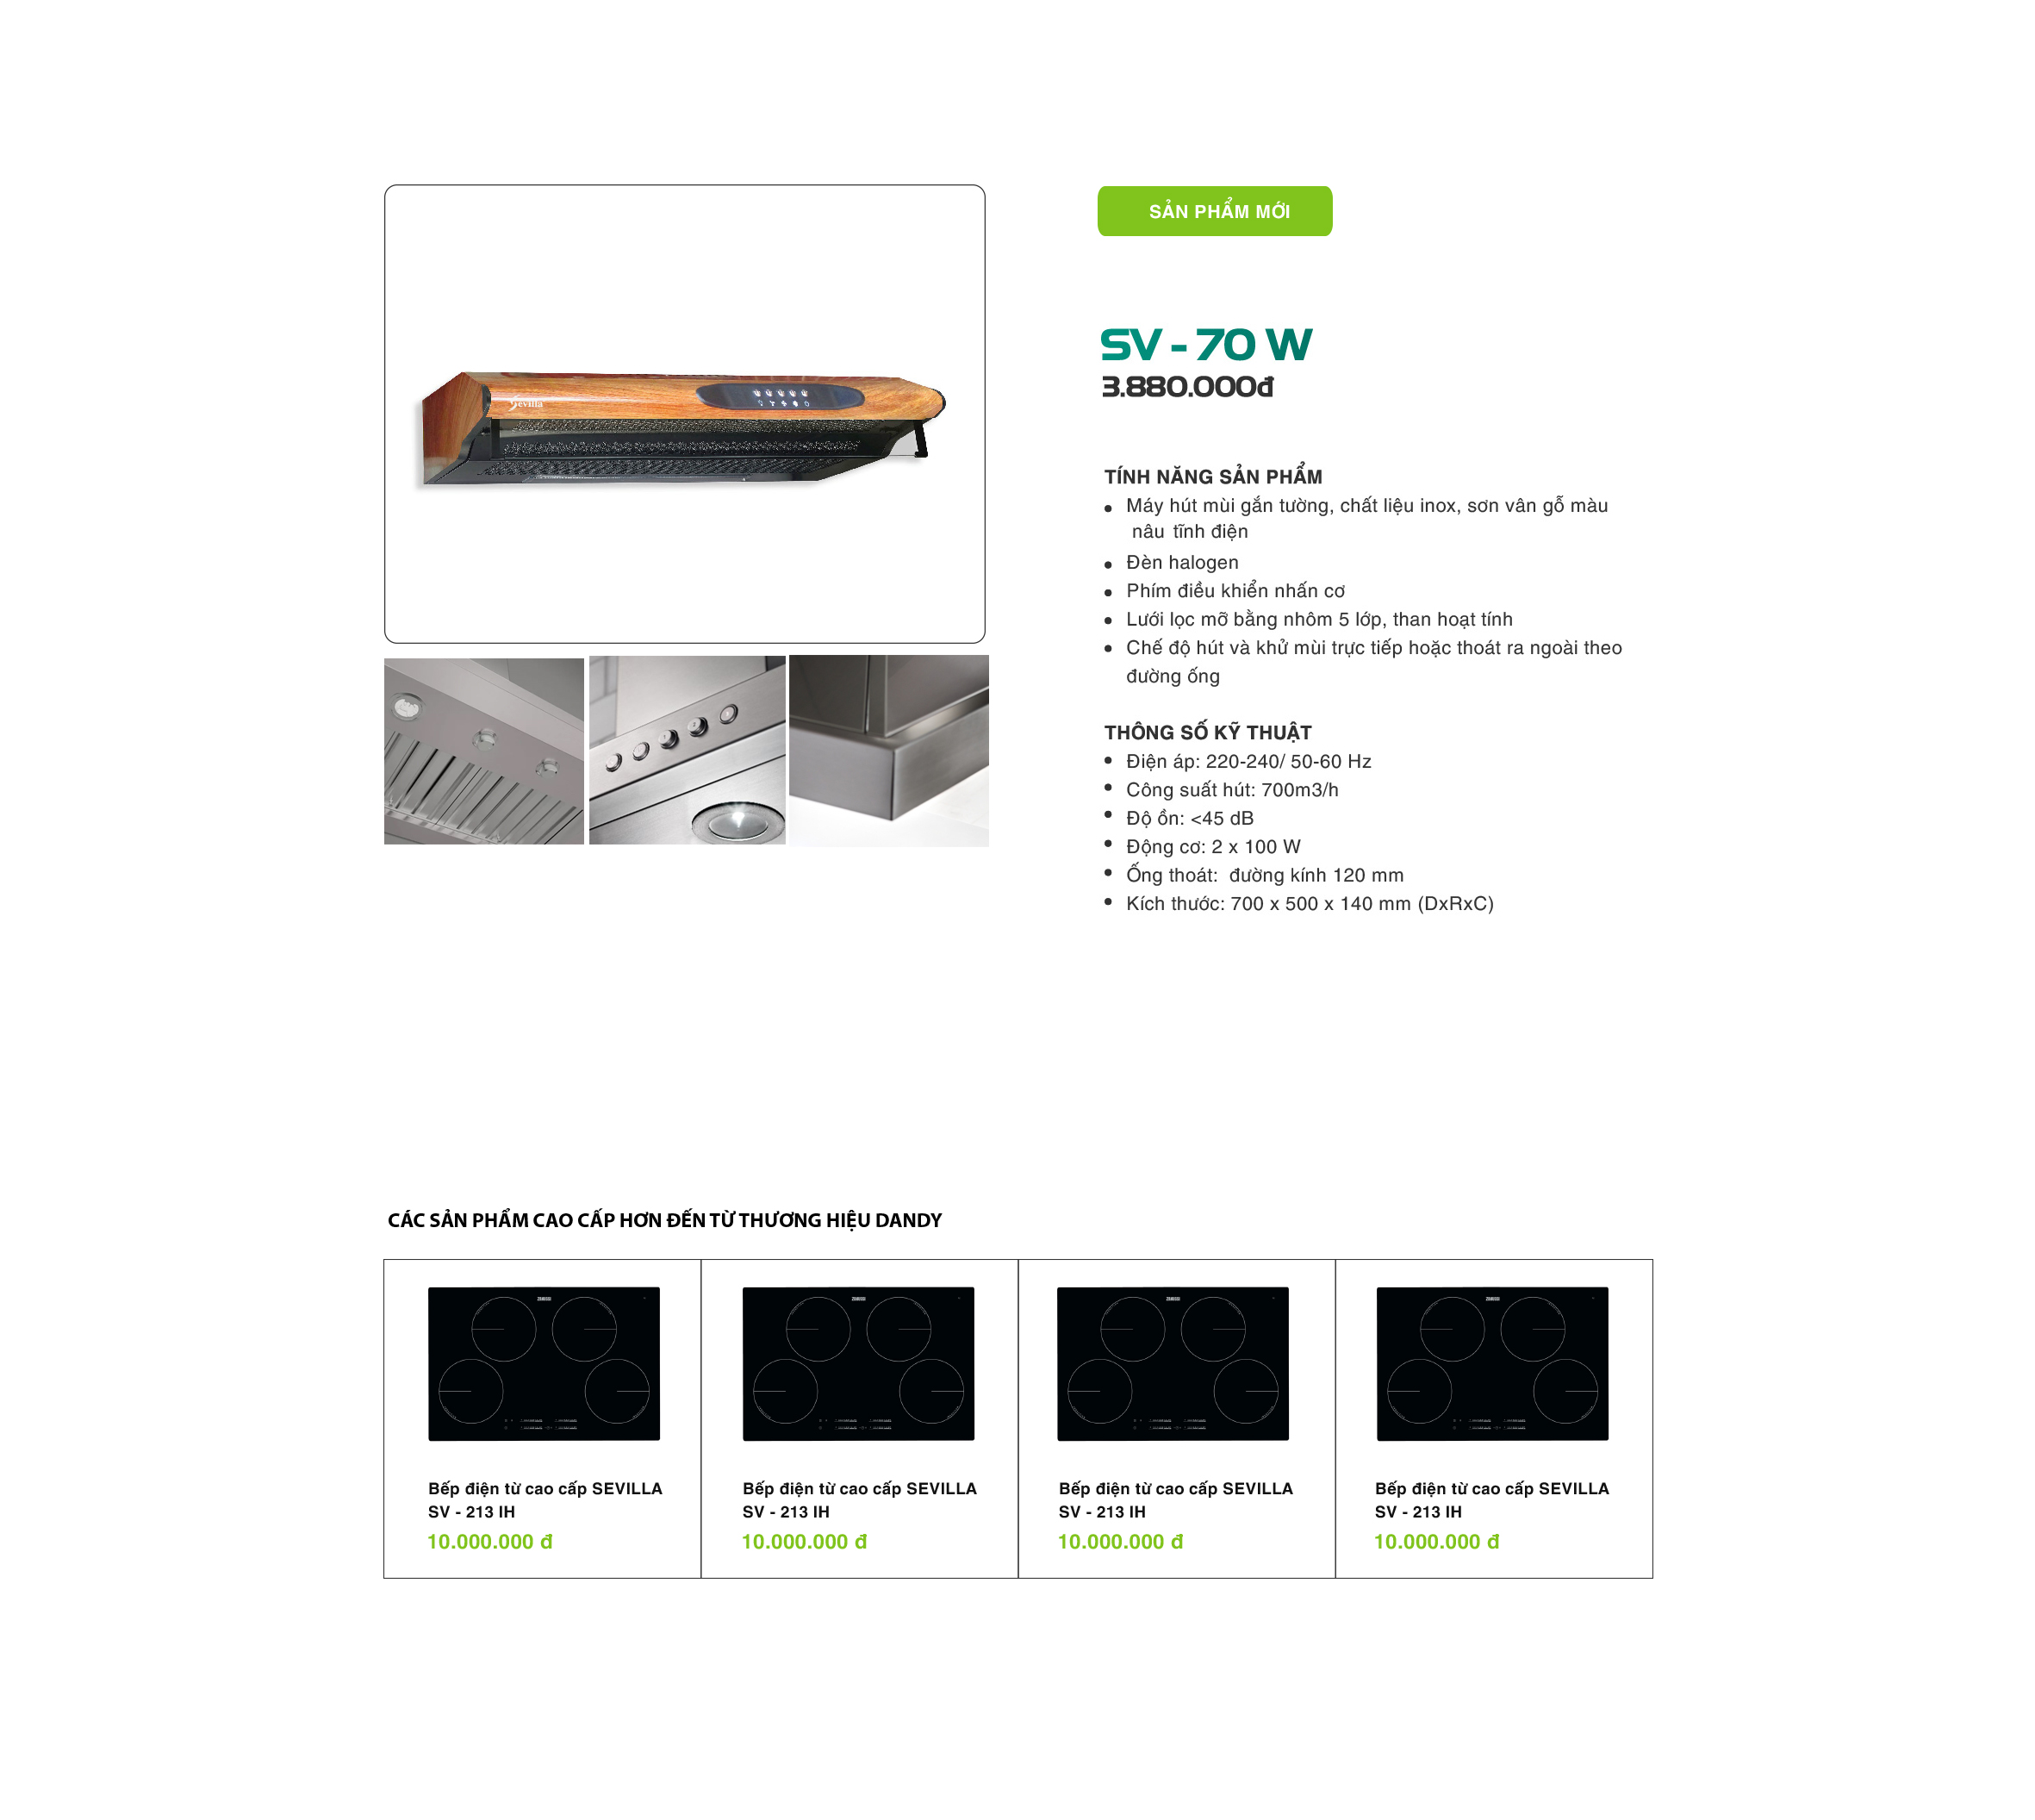 SẢN PHẨM MỚI
SV - 70 W
3.880.000đ
Sevilla
TÍNH NĂNG SẢN PHẨM
Máy hút mùi gắn tường, chất liệu inox, sơn vân gỗ màu
nâu tĩnh điện
Đèn halogen
Phím điều khiển nhấn cơ
Lưới lọc mỡ bằng nhôm 5 lớp, than hoạt tính
Chế độ hút và khử mùi trực tiếp hoặc thoát ra ngoài theo
đường ống
THÔNG SỐ KỸ THUẬT
Điện áp: 220-240/ 50-60 Hz
Công suất hút: 700m3/h
Độ ồn: <45 dB
Động cơ: 2 x 100 W
Ống thoát: đường kính 120 mm
Kích thước: 700 x 500 x 140 mm (DxRxC)
CÁC SẢN PHẨM CAO CẤP HƠN ĐẾN TỪ THƯƠNG HIỆU DANDY
Bếp điện từ cao cấp SEVILLA
SV - 213 IH
10.000.000 đ
Bếp điện từ cao cấp SEVILLA
SV - 213 IH
10.000.000 đ
Bếp điện từ cao cấp SEVILLA
SV - 213 IH
10.000.000 đ
Bếp điện từ cao cấp SEVILLA
SV - 213 IH
10.000.000 đ